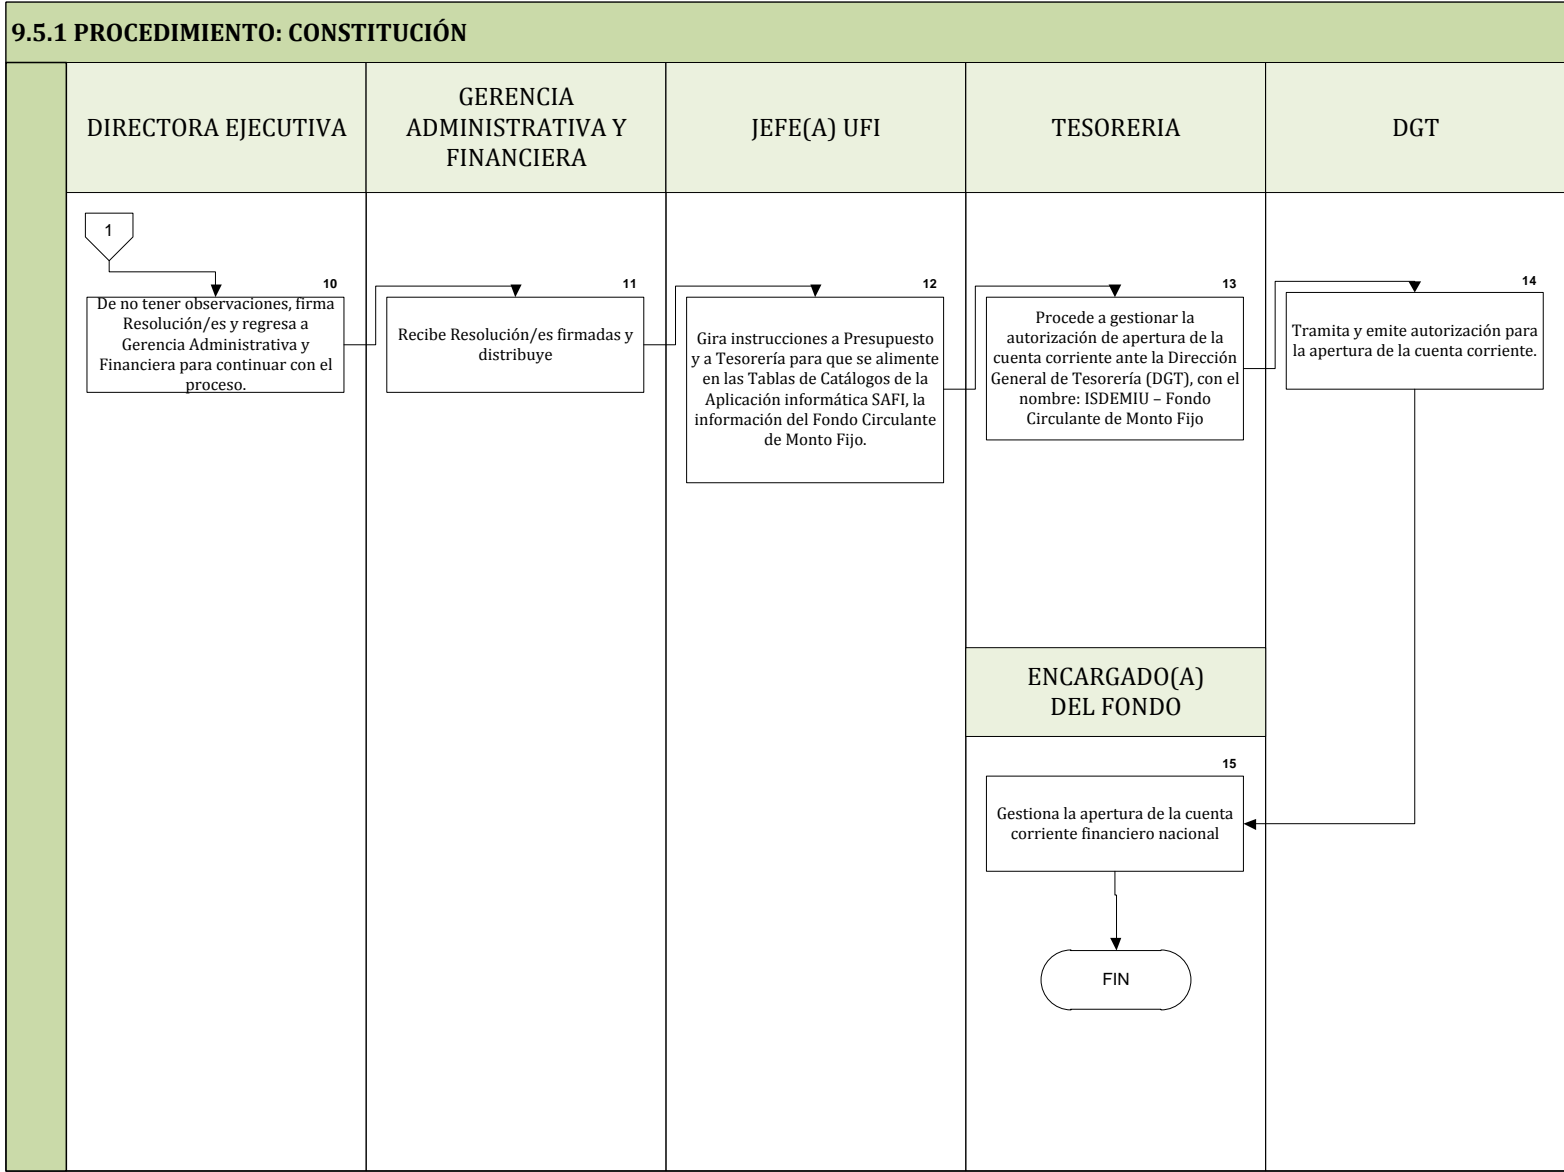 9.5.1 PROCEDIMIENTO: CONSTITUCIÓN
DIRECTORA EJECUTIVA
GERENCIA
ADMINISTRATIVA Y
FINANCIERA
JEFE(A) UFI
TESORERIA
DGT
1
10
De no tener observaciones, firma
Resolución/es y regresa a
Gerencia Administrativa y
Financiera para continuar con el
proceso.
11
Recibe Resolución/es firmadas y
distribuye
12
Gira instrucciones a Presupuesto
y a Tesorería para que se alimente
en las Tablas de Catálogos de la
Aplicación informática SAFI, la
información del Fondo Circulante
de Monto Fijo.
13
Procede a gestionar la
autorización de apertura de la
cuenta corriente ante la Dirección
General de Tesorería (DGT), con el
nombre: ISDEMIU – Fondo
Circulante de Monto Fijo
14
Tramita y emite autorización para
la apertura de la cuenta corriente.
ENCARGADO(A)
DEL FONDO
15
Gestiona la apertura de la cuenta
corriente financiero nacional
FIN